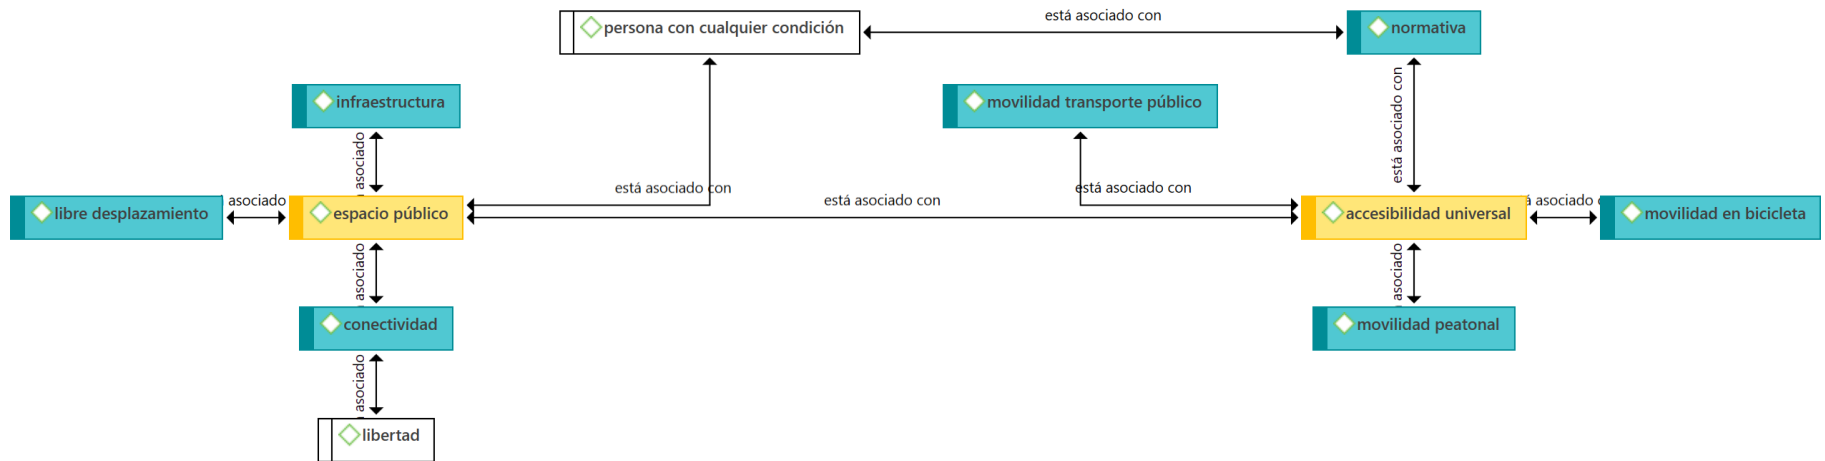 está asociado con
persona con cualquier condición
normativa
está asociado con
infraestructura
movilidad transporte público
asociado
está asociado con
está asociado con
está asociado con
libre desplazamiento
asociado
espacio público
accesibilidad universal
asociado
movilidad en bicicleta
asociado
asociado
conectividad
movilidad peatonal
asociado
libertad